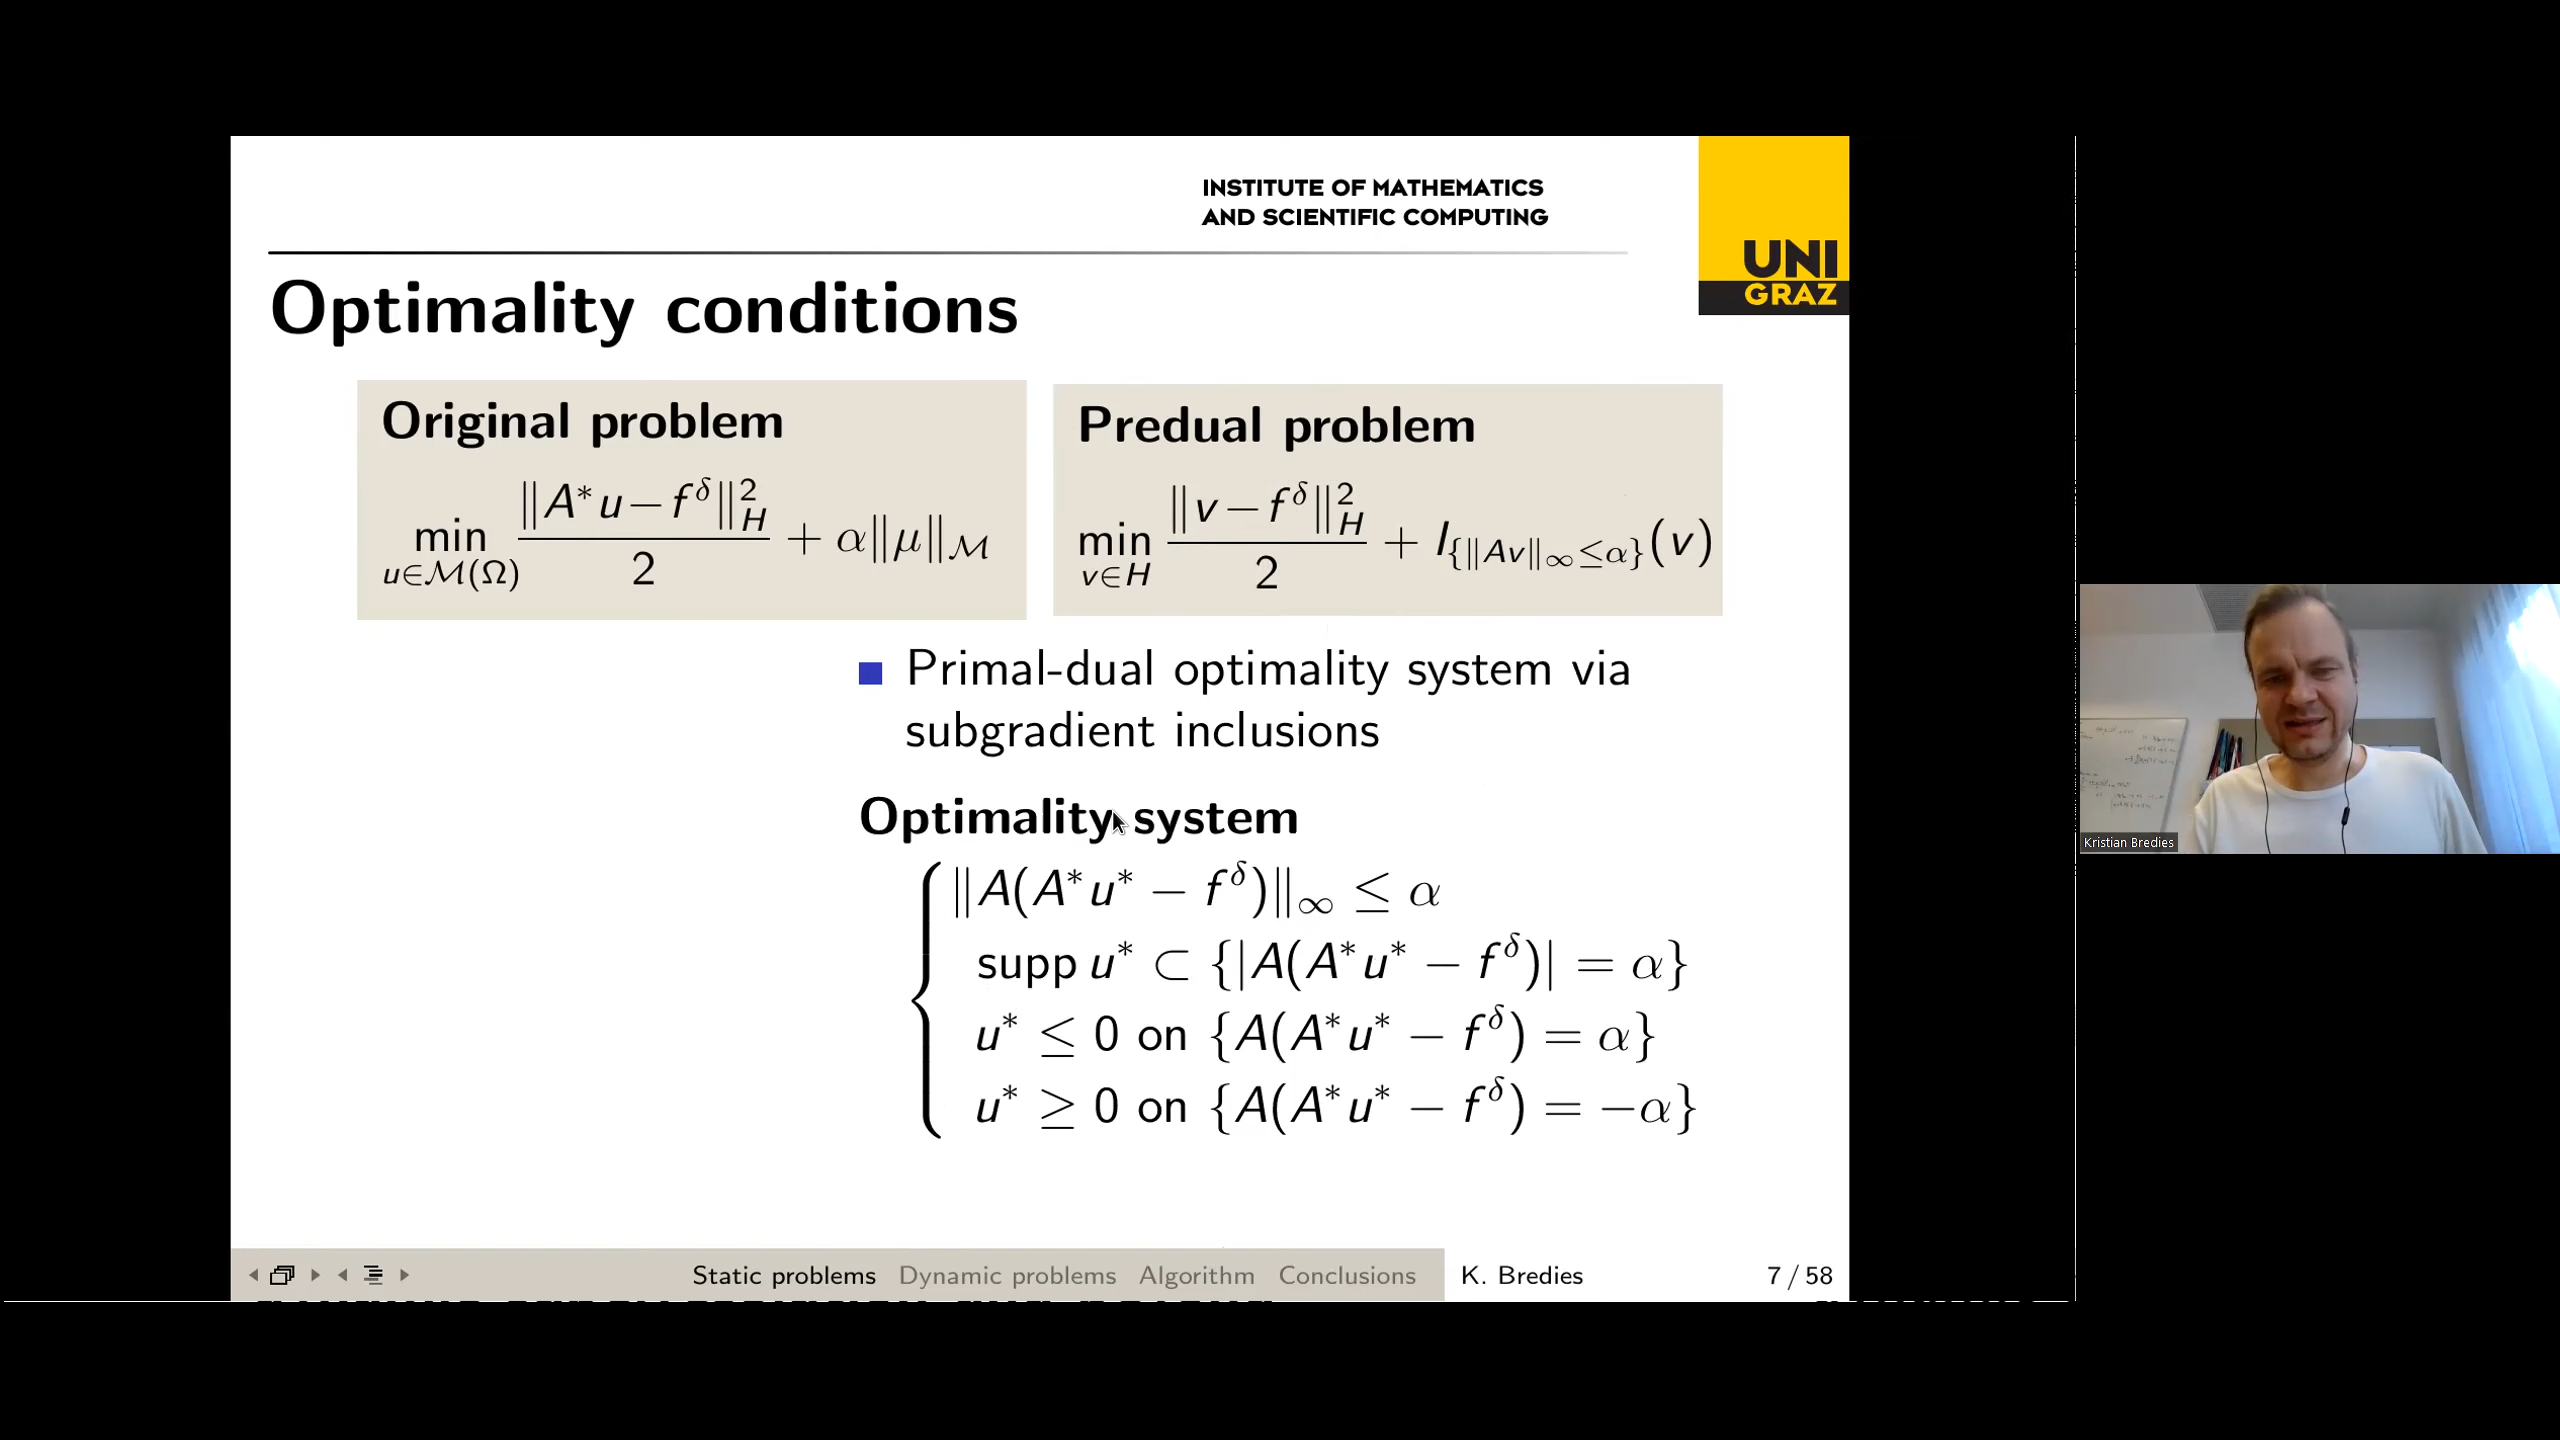 INSTITUTE OF MATHEMATICS
AND SCIENTIFIC COMPUTING
UNI
GRAZ
Optimality conditions
Original problem
min_{u∈ℳ(Ω)} ‖A*u − f^δ‖²_H / 2 + α‖μ‖_ℳ
Predual problem
min_{v∈H} ‖v − f^δ‖²_H / 2 + I_{{‖Av‖_∞≤α}}(v)
■ Primal-dual optimality system via
subgradient inclusions
Optimality system
‖A(A*u* − f^δ)‖_∞ ≤ α
supp u* ⊂ {|A(A*u* − f^δ)| = α}
u* ≤ 0 on {A(A*u* − f^δ) = α}
u* ≥ 0 on {A(A*u* − f^δ) = −α}
Static problems Dynamic problems Algorithm Conclusions K. Bredies 7 / 58
Kristian Bredies